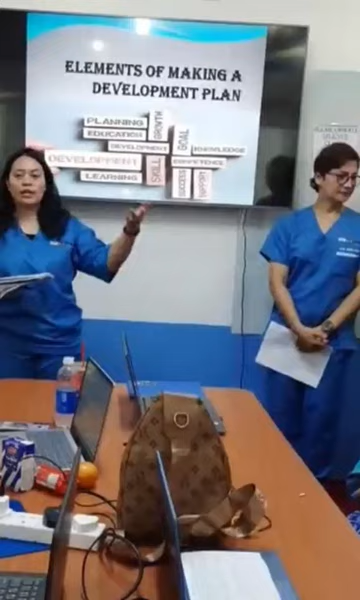 ELEMENTS OF MAKING A
DEVELOPMENT PLAN
PLANNING
GROWTH
EDUCATION
GOAL
DEVELOPMENT
KNOWLEDGE
DEVELOPMENT
SKILL
COMPETENCE
LEARNING
SUCCESS
SUPPORT